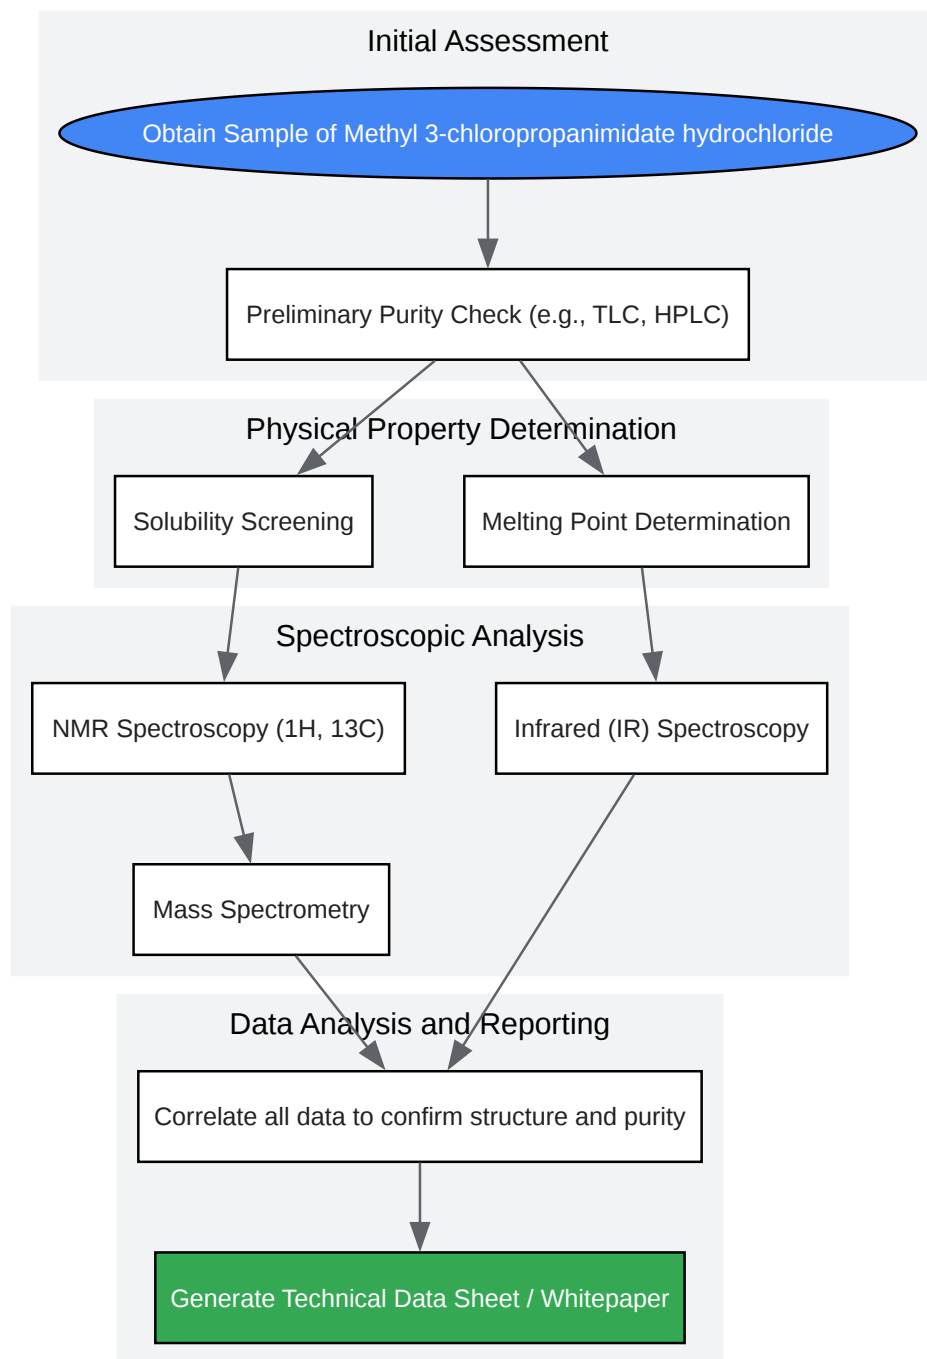 Initial Assessment
Obtain Sample of Methyl 3-chloropropanimidate hydrochloride
Preliminary Purity Check (e.g., TLC, HPLC)
Physical Property Determination
Solubility Screening
Melting Point Determination
Spectroscopic Analysis
NMR Spectroscopy (1H, 13C)
Infrared (IR) Spectroscopy
Mass Spectrometry
Data Analysis and Reporting
Correlate all data to confirm structure and purity
Generate Technical Data Sheet / Whitepaper